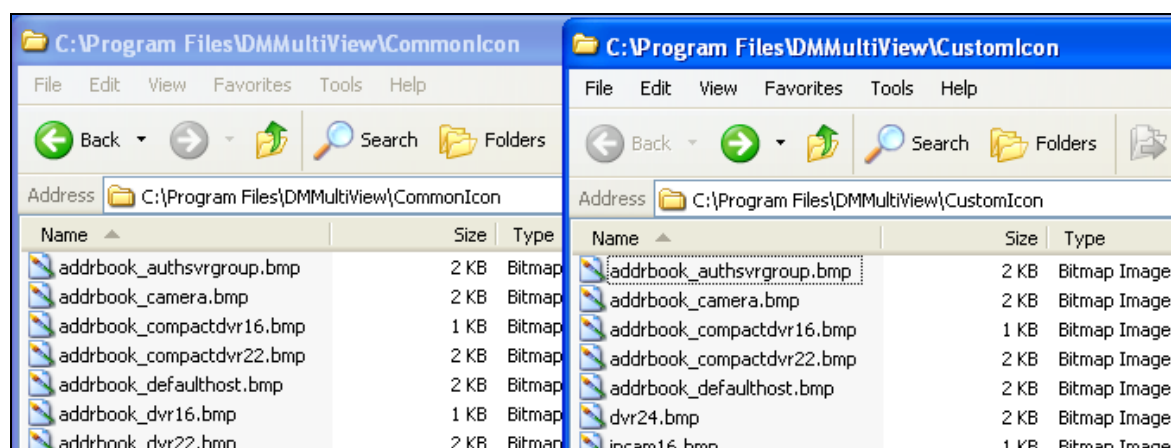 C:\Program Files\DMMultiView\CommonIcon
File Edit View Favorites Tools Help
Back Search Folders
Address C:\Program Files\DMMultiView\CommonIcon
Name Size Type
addrbook_authsvrgroup.bmp 2 KB Bitmap
addrbook_camera.bmp 2 KB Bitmap
addrbook_compactdvr16.bmp 1 KB Bitmap
addrbook_compactdvr22.bmp 2 KB Bitmap
addrbook_defaulthost.bmp 2 KB Bitmap
addrbook_dvr16.bmp 1 KB Bitmap
addrbook_dvr22.bmp 2 KB Bitmap
C:\Program Files\DMMultiView\CustomIcon
File Edit View Favorites Tools Help
Back Search Folders
Address C:\Program Files\DMMultiView\CustomIcon
Name Size Type
addrbook_authsvrgroup.bmp 2 KB Bitmap Image
addrbook_camera.bmp 2 KB Bitmap Image
addrbook_compactdvr16.bmp 1 KB Bitmap Image
addrbook_compactdvr22.bmp 2 KB Bitmap Image
addrbook_defaulthost.bmp 2 KB Bitmap Image
dvr24.bmp 2 KB Bitmap Image
ipcam16.bmp 1 KB Bitmap Image